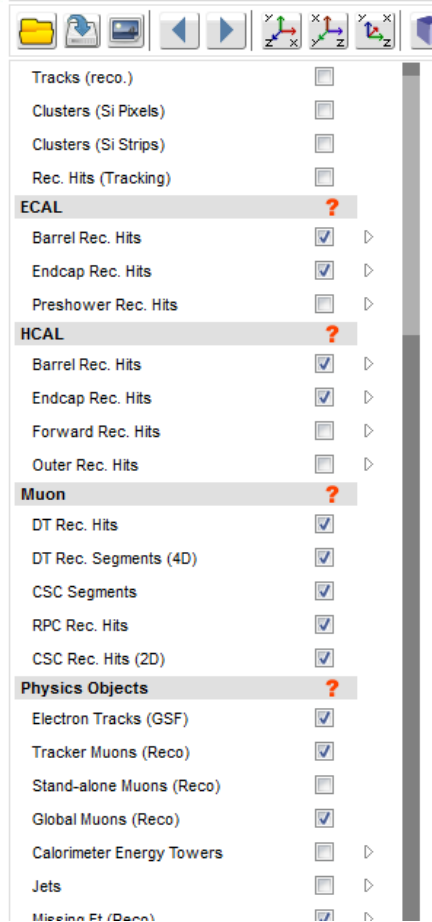 Tracks (reco.)
Clusters (Si Pixels)
Clusters (Si Strips)
Rec. Hits (Tracking)
ECAL ?
Barrel Rec. Hits
Endcap Rec. Hits
Preshower Rec. Hits
HCAL ?
Barrel Rec. Hits
Endcap Rec. Hits
Forward Rec. Hits
Outer Rec. Hits
Muon ?
DT Rec. Hits
DT Rec. Segments (4D)
CSC Segments
RPC Rec. Hits
CSC Rec. Hits (2D)
Physics Objects ?
Electron Tracks (GSF)
Tracker Muons (Reco)
Stand-alone Muons (Reco)
Global Muons (Reco)
Calorimeter Energy Towers
Jets
Missing Et (Reco)